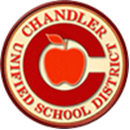 CHANDLER
UNIFIED SCHOOL DISTRICT
C